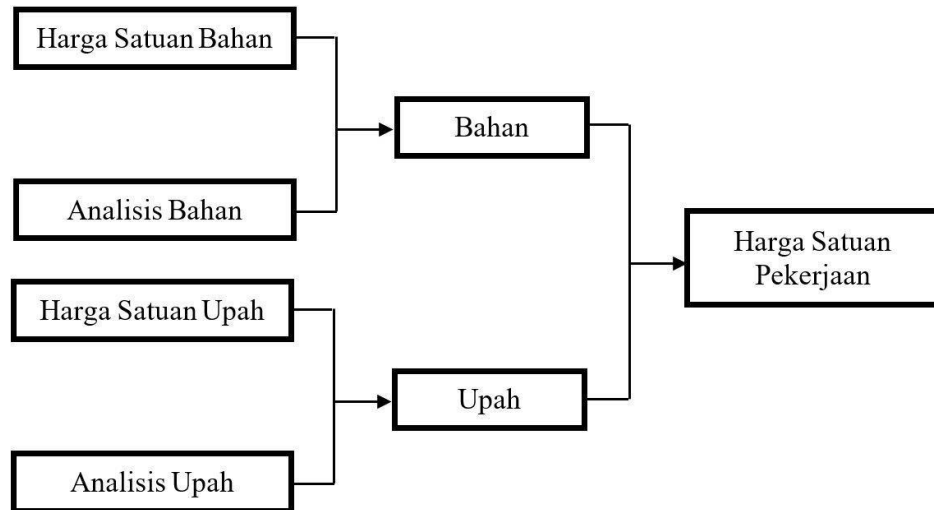 Harga Satuan Bahan
Analisis Bahan
Bahan
Harga Satuan Upah
Analisis Upah
Upah
Harga Satuan
Pekerjaan